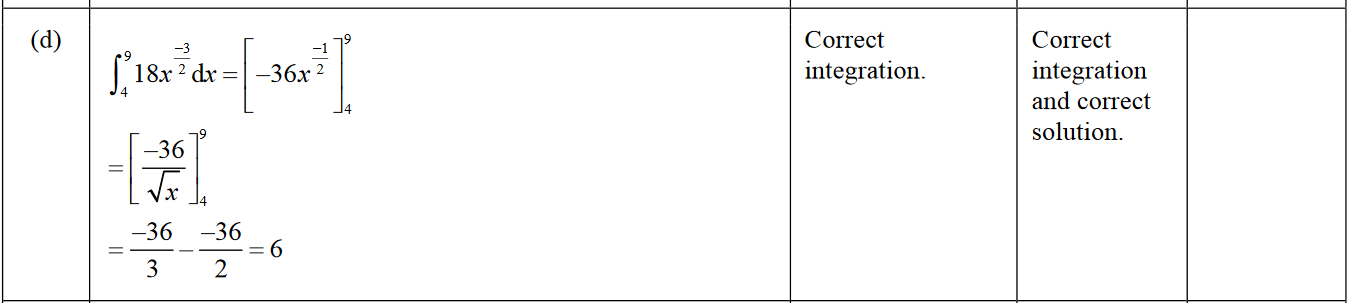 (d)
∫₄⁹ 18x^(–3/2) dx = [–36x^(–1/2)]₄⁹
= [–36/√x]₄⁹
= –36/3 – –36/2 = 6
Correct
integration.
Correct
integration
and correct
solution.